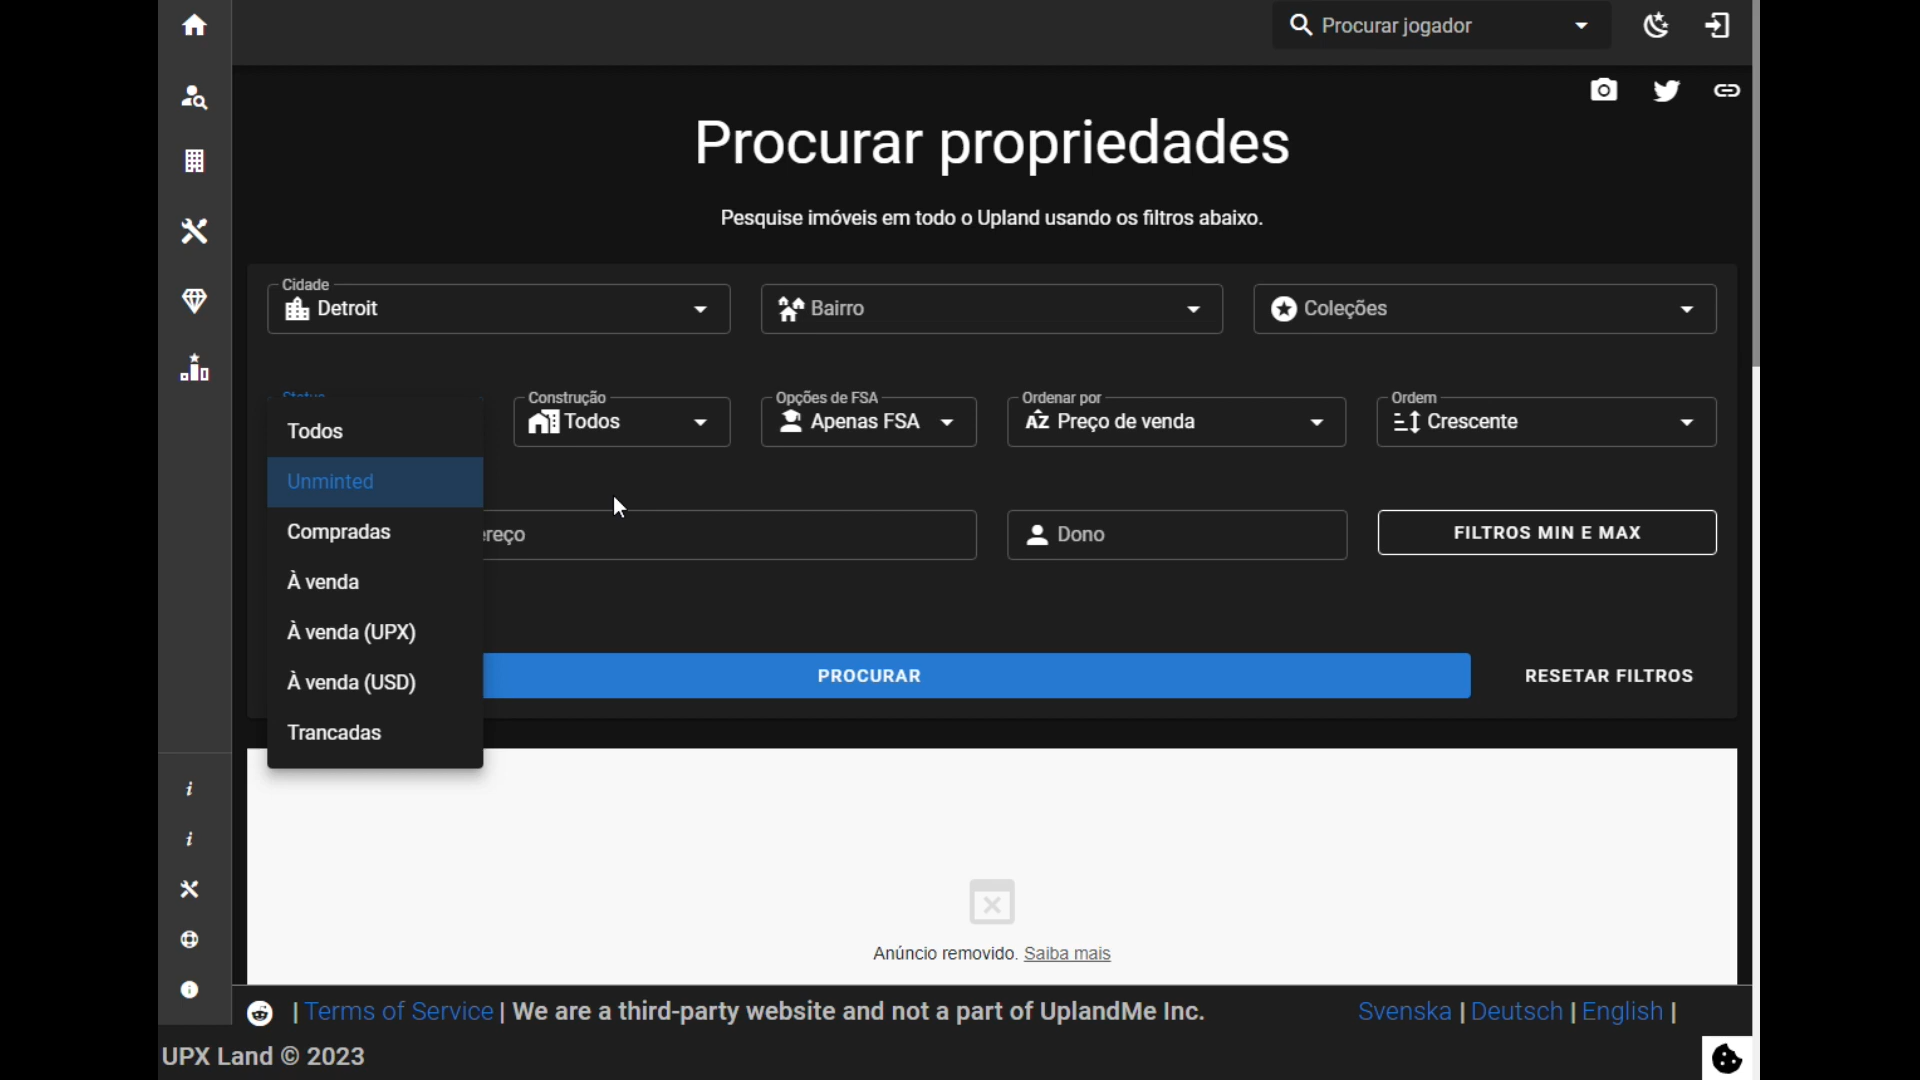 Procurar jogador
Procurar propriedades
Pesquise imóveis em todo o Upland usando os filtros abaixo.
Cidade
Detroit
Bairro
Coleções
Status
Construção
Todos
Opções de FSA
Apenas FSA
Ordenar por
AZ Preço de venda
Ordem
Crescente
Todos
Unminted
Compradas
À venda
À venda (UPX)
À venda (USD)
Trancadas
ereço
Dono
FILTROS MIN E MAX
PROCURAR
RESETAR FILTROS
Anúncio removido. Saiba mais
| Terms of Service | We are a third-party website and not a part of UplandMe Inc.
Svenska | Deutsch | English |
UPX Land © 2023